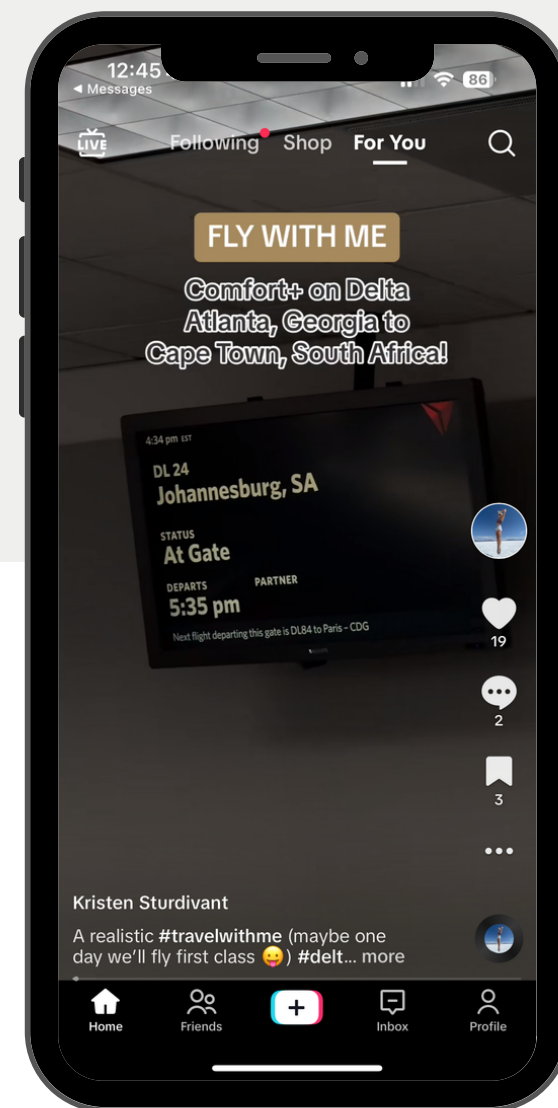 12:45
86
◀ Messages
LIVE
Following Shop For You
FLY WITH ME
Comfort+ on Delta
Atlanta, Georgia to
Cape Town, South Africa!
4:34 pm EST
DL 24
Johannesburg, SA
STATUS
At Gate
DEPARTS PARTNER
5:35 pm
Next flight departing this gate is DL84 to Paris – CDG
19
2
3
Kristen Sturdivant
A realistic #travelwithme (maybe one
day we'll fly first class 😛) #delt... more
Home Friends Inbox Profile